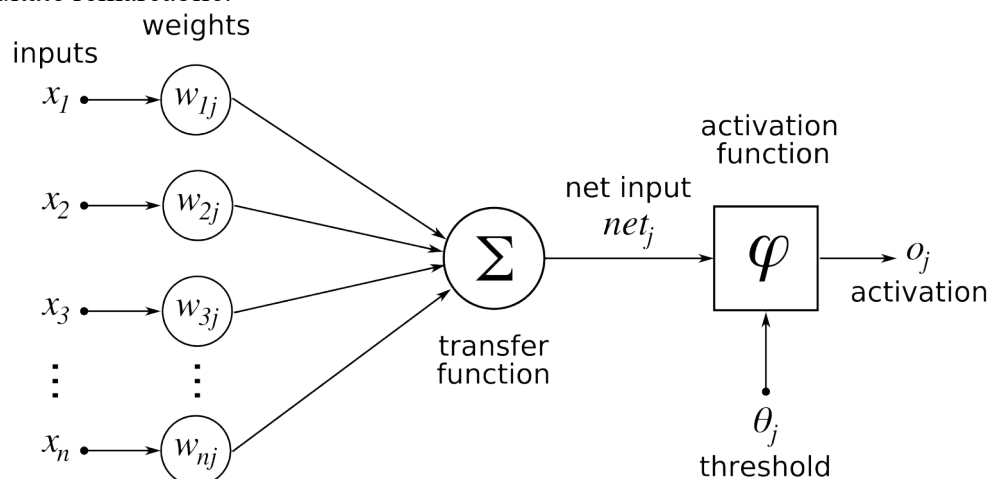 weights
inputs
x1
w1j
activation
function
x2
w2j
net input
netj
Σ
φ
oj
activation
x3
w3j
transfer
function
⋮ ⋮
θj
xn
wnj
threshold